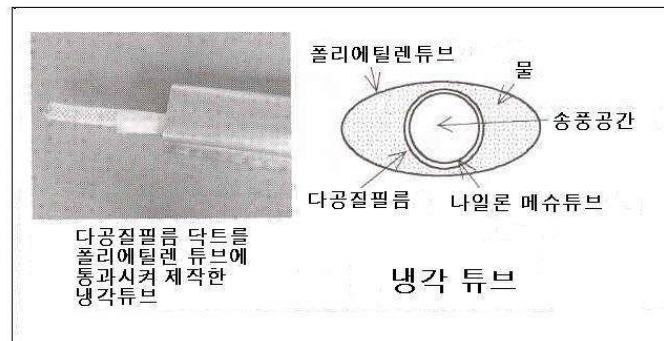 폴리에틸렌튜브
물
송풍공간
다공질필름
나일론 메슈튜브
다공질필름 닥트를
폴리에틸렌 튜브에
통과시켜 제작한
냉각튜브
냉각 튜브